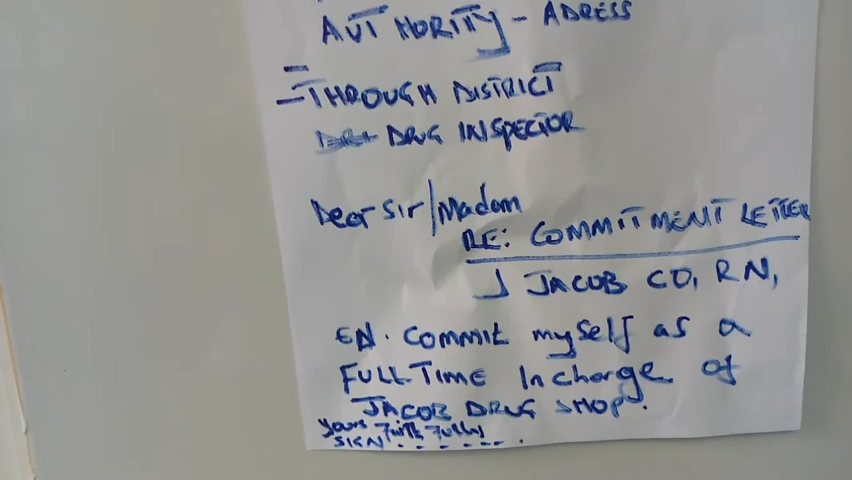 AUTHORITY - ADRESS
- THROUGH DISTRICT
DRUG INSPECTOR
Dear Sir/Madam
RE: COMMITMENT LETTER
I JACOB CO, RN,
EN. COMMIT myself as a
FULL TIME Incharge of
JACOB DRUG SHOP.
yours
SIGN - - - - - - - .